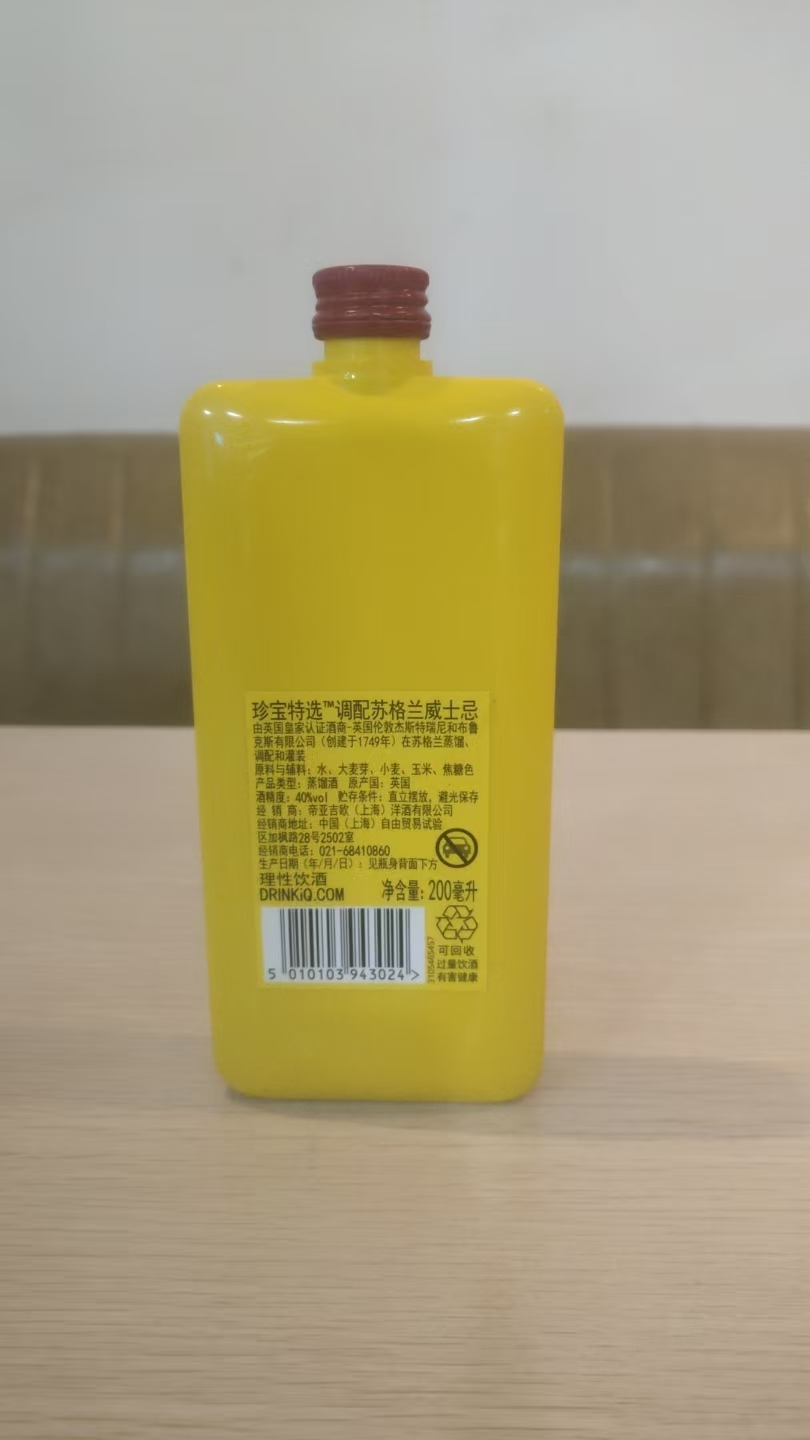 珍宝特选™调配苏格兰威士忌
由英国皇家认证酒商-英国伦敦杰斯特瑞尼和布鲁
克斯有限公司（创建于1749年）在苏格兰蒸馏、
调配和灌装
原料与辅料：水、大麦芽、小麦、玉米、焦糖色
产品类型：蒸馏酒 原产国：英国
酒精度：40%vol 贮存条件：直立摆放，避光保存
经 销 商：帝亚吉欧（上海）洋酒有限公司
经销商地址：中国（上海）自由贸易试验
区加枫路28号2502室
经销商电话：021-68410860
生产日期（年/月/日）：见瓶身背面下方
理性饮酒
DRINKiQ.COM
净含量：200毫升
5 010103 943024 >
可回收
过量饮酒
有害健康